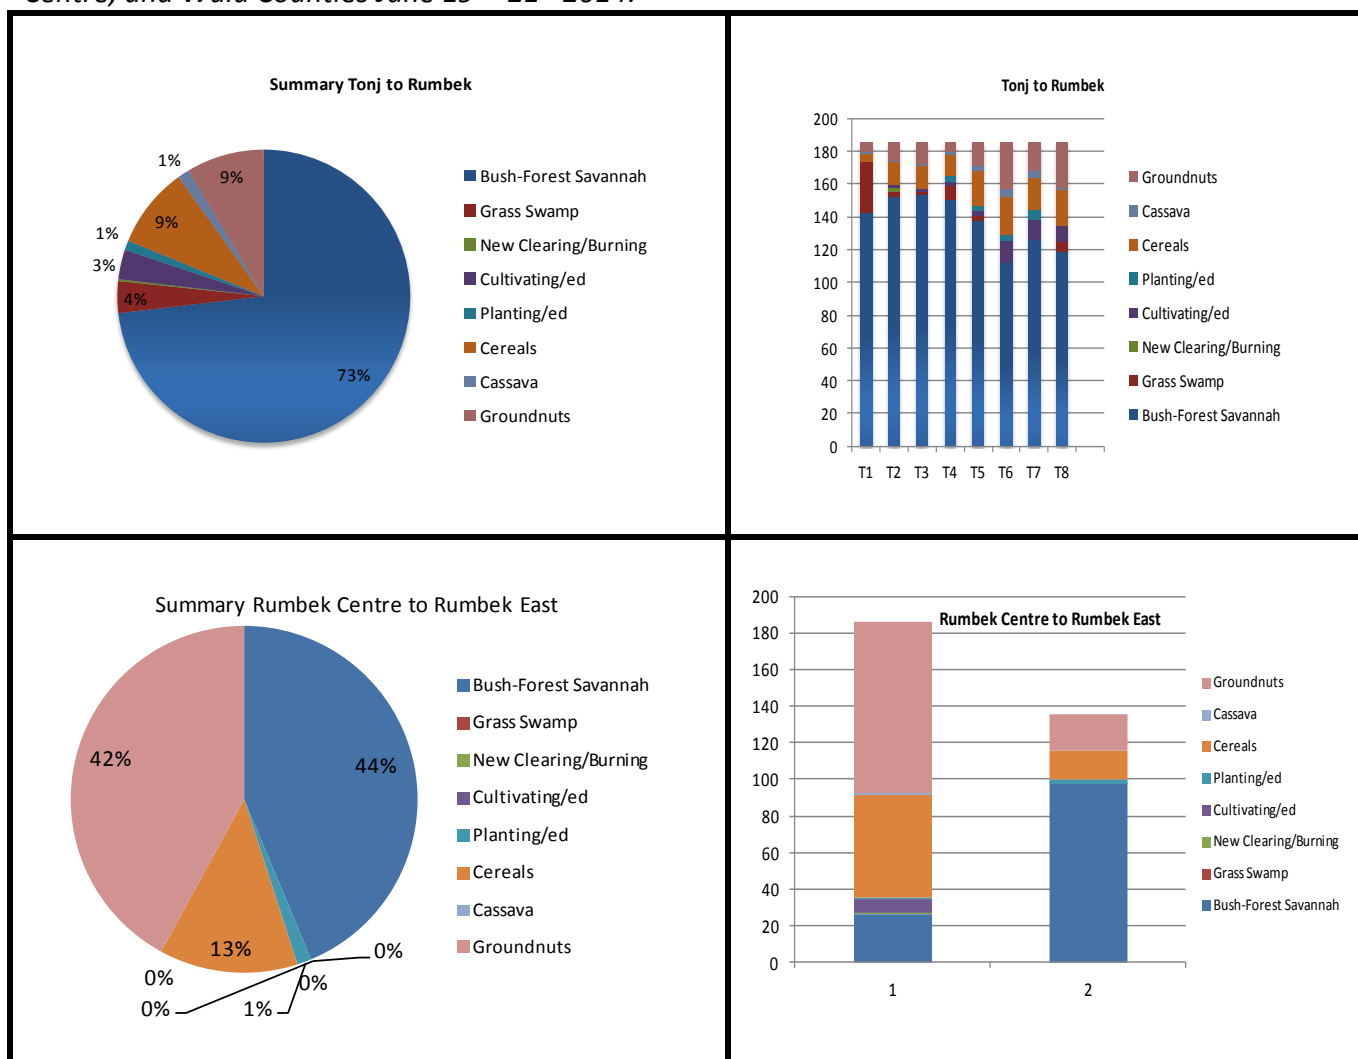 Centre, and Wulu Counties June 2014.
Summary Tonj to Rumbek
1%
9%
9%
1%
3%
4%
73%
Bush-Forest Savannah
Grass Swamp
New Clearing/Burning
Cultivating/ed
Planting/ed
Cereals
Cassava
Groundnuts
Tonj to Rumbek
200
180
160
140
120
100
80
60
40
20
0
T1 T2 T3 T4 T5 T6 T7 T8
Groundnuts
Cassava
Cereals
Planting/ed
Cultivating/ed
New Clearing/Burning
Grass Swamp
Bush-Forest Savannah
Summary Rumbek Centre to Rumbek East
42%
44%
13%
0%
0%
0%
0%
1%
Bush-Forest Savannah
Grass Swamp
New Clearing/Burning
Cultivating/ed
Planting/ed
Cereals
Cassava
Groundnuts
Rumbek Centre to Rumbek East
200
180
160
140
120
100
80
60
40
20
0
1 2
Groundnuts
Cassava
Cereals
Planting/ed
Cultivating/ed
New Clearing/Burning
Grass Swamp
Bush-Forest Savannah